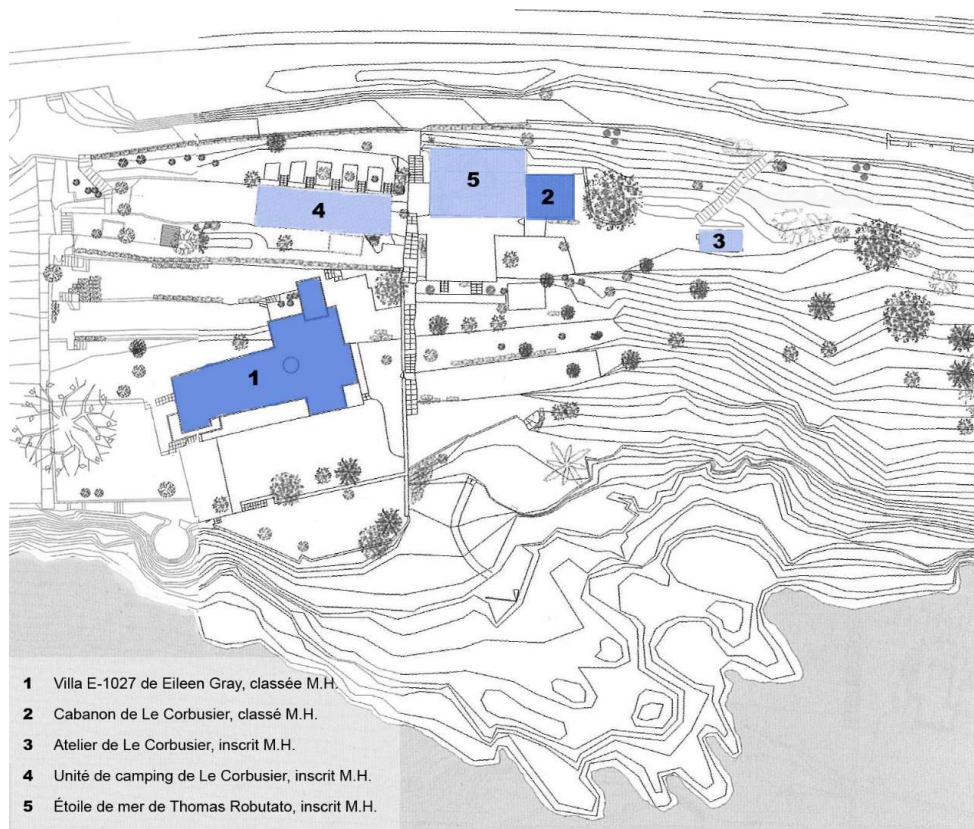 5
2
4
3
1
1 Villa E-1027 de Eileen Gray, classée M.H.
2 Cabanon de Le Corbusier, classé M.H.
3 Atelier de Le Corbusier, inscrit M.H.
4 Unité de camping de Le Corbusier, inscrit M.H.
5 Étoile de mer de Thomas Robutato, inscrit M.H.